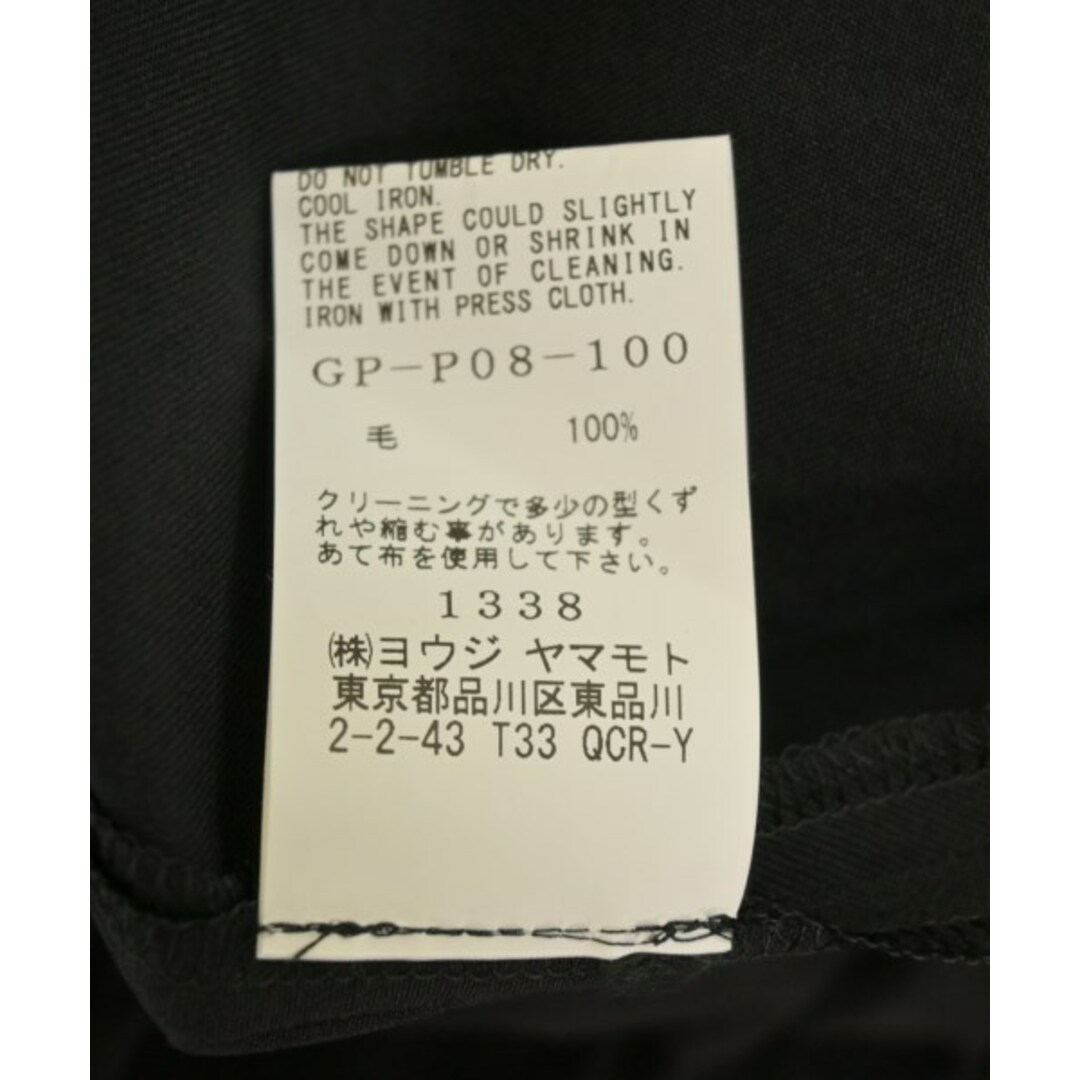 DO NOT TUMBLE DRY.
COOL IRON.
THE SHAPE COULD SLIGHTLY
COME DOWN OR SHRINK IN
THE EVENT OF CLEANING.
IRON WITH PRESS CLOTH.
GP-P08-100
毛 100%
クリーニングで多少の型くず
れや縮む事があります。
あて布を使用して下さい。
1338
㈱ヨウジ ヤマモト
東京都品川区東品川
2-2-43 T33 QCR-Y